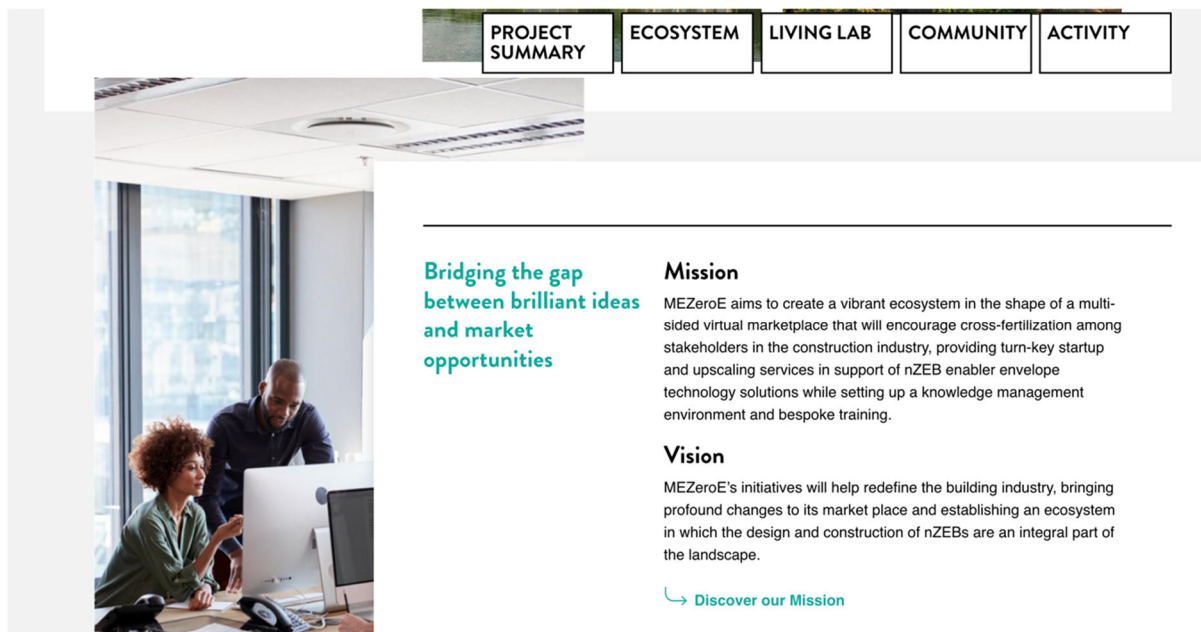 PROJECT
SUMMARY
ECOSYSTEM
LIVING LAB
COMMUNITY
ACTIVITY
Bridging the gap
between brilliant ideas
and market
opportunities
Mission
MEZeroE aims to create a vibrant ecosystem in the shape of a multi-
sided virtual marketplace that will encourage cross-fertilization among
stakeholders in the construction industry, providing turn-key startup
and upscaling services in support of nZEB enabler envelope
technology solutions while setting up a knowledge management
environment and bespoke training.
Vision
MEZeroE’s initiatives will help redefine the building industry, bringing
profound changes to its market place and establishing an ecosystem
in which the design and construction of nZEBs are an integral part of
the landscape.
Discover our Mission